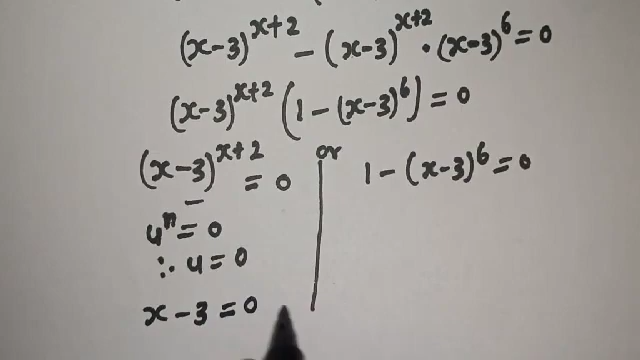 (x-3)^{x+2} - (x-3)^{x+2} · (x-3)^6 = 0
(x-3)^{x+2} (1 - (x-3)^6) = 0
(x-3)^{x+2} = 0 or 1 - (x-3)^6 = 0
u^n = 0
∴ u = 0
x - 3 = 0